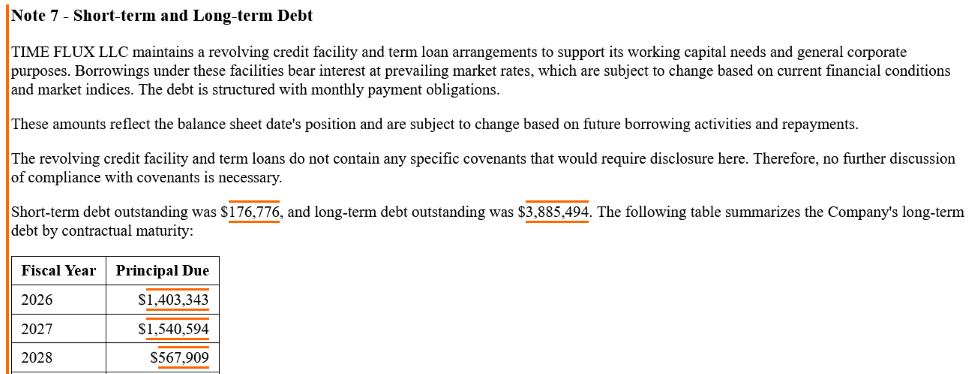 Note 7 - Short-term and Long-term Debt
TIME FLUX LLC maintains a revolving credit facility and term loan arrangements to support its working capital needs and general corporate
purposes. Borrowings under these facilities bear interest at prevailing market rates, which are subject to change based on current financial conditions
and market indices. The debt is structured with monthly payment obligations.
These amounts reflect the balance sheet date's position and are subject to change based on future borrowing activities and repayments.
The revolving credit facility and term loans do not contain any specific covenants that would require disclosure here. Therefore, no further discussion
of compliance with covenants is necessary.
Short-term debt outstanding was $176,776, and long-term debt outstanding was $3,885,494. The following table summarizes the Company's long-term
debt by contractual maturity:
Fiscal Year Principal Due
2026 $1,403,343
2027 $1,540,594
2028 $567,909